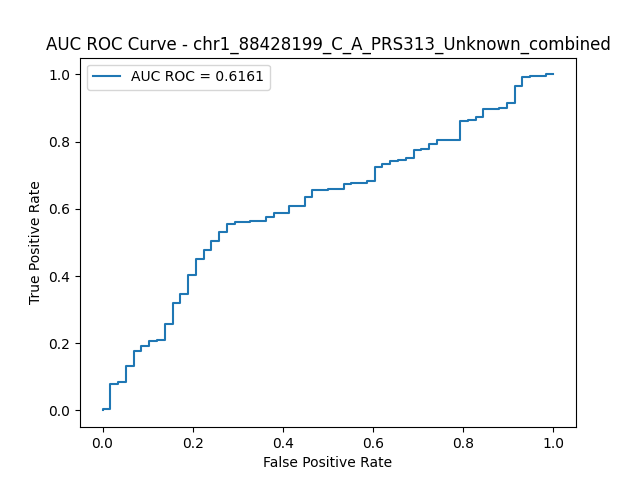 AUC ROC Curve - chr1_88428199_C_A_PRS313_Unknown_combined
AUC ROC = 0.6161
True Positive Rate
1.0
0.8
0.6
0.4
0.2
0.0
0.0 0.2 0.4 0.6 0.8 1.0
False Positive Rate